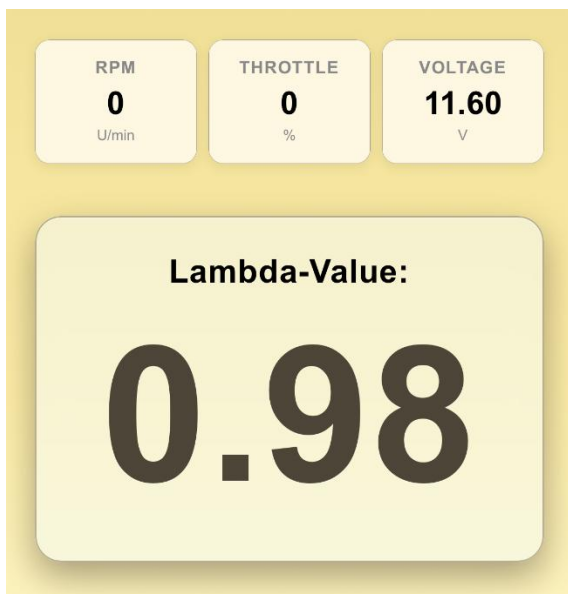 RPM
0
U/min
THROTTLE
0
%
VOLTAGE
11.60
V
Lambda-Value:
0.98